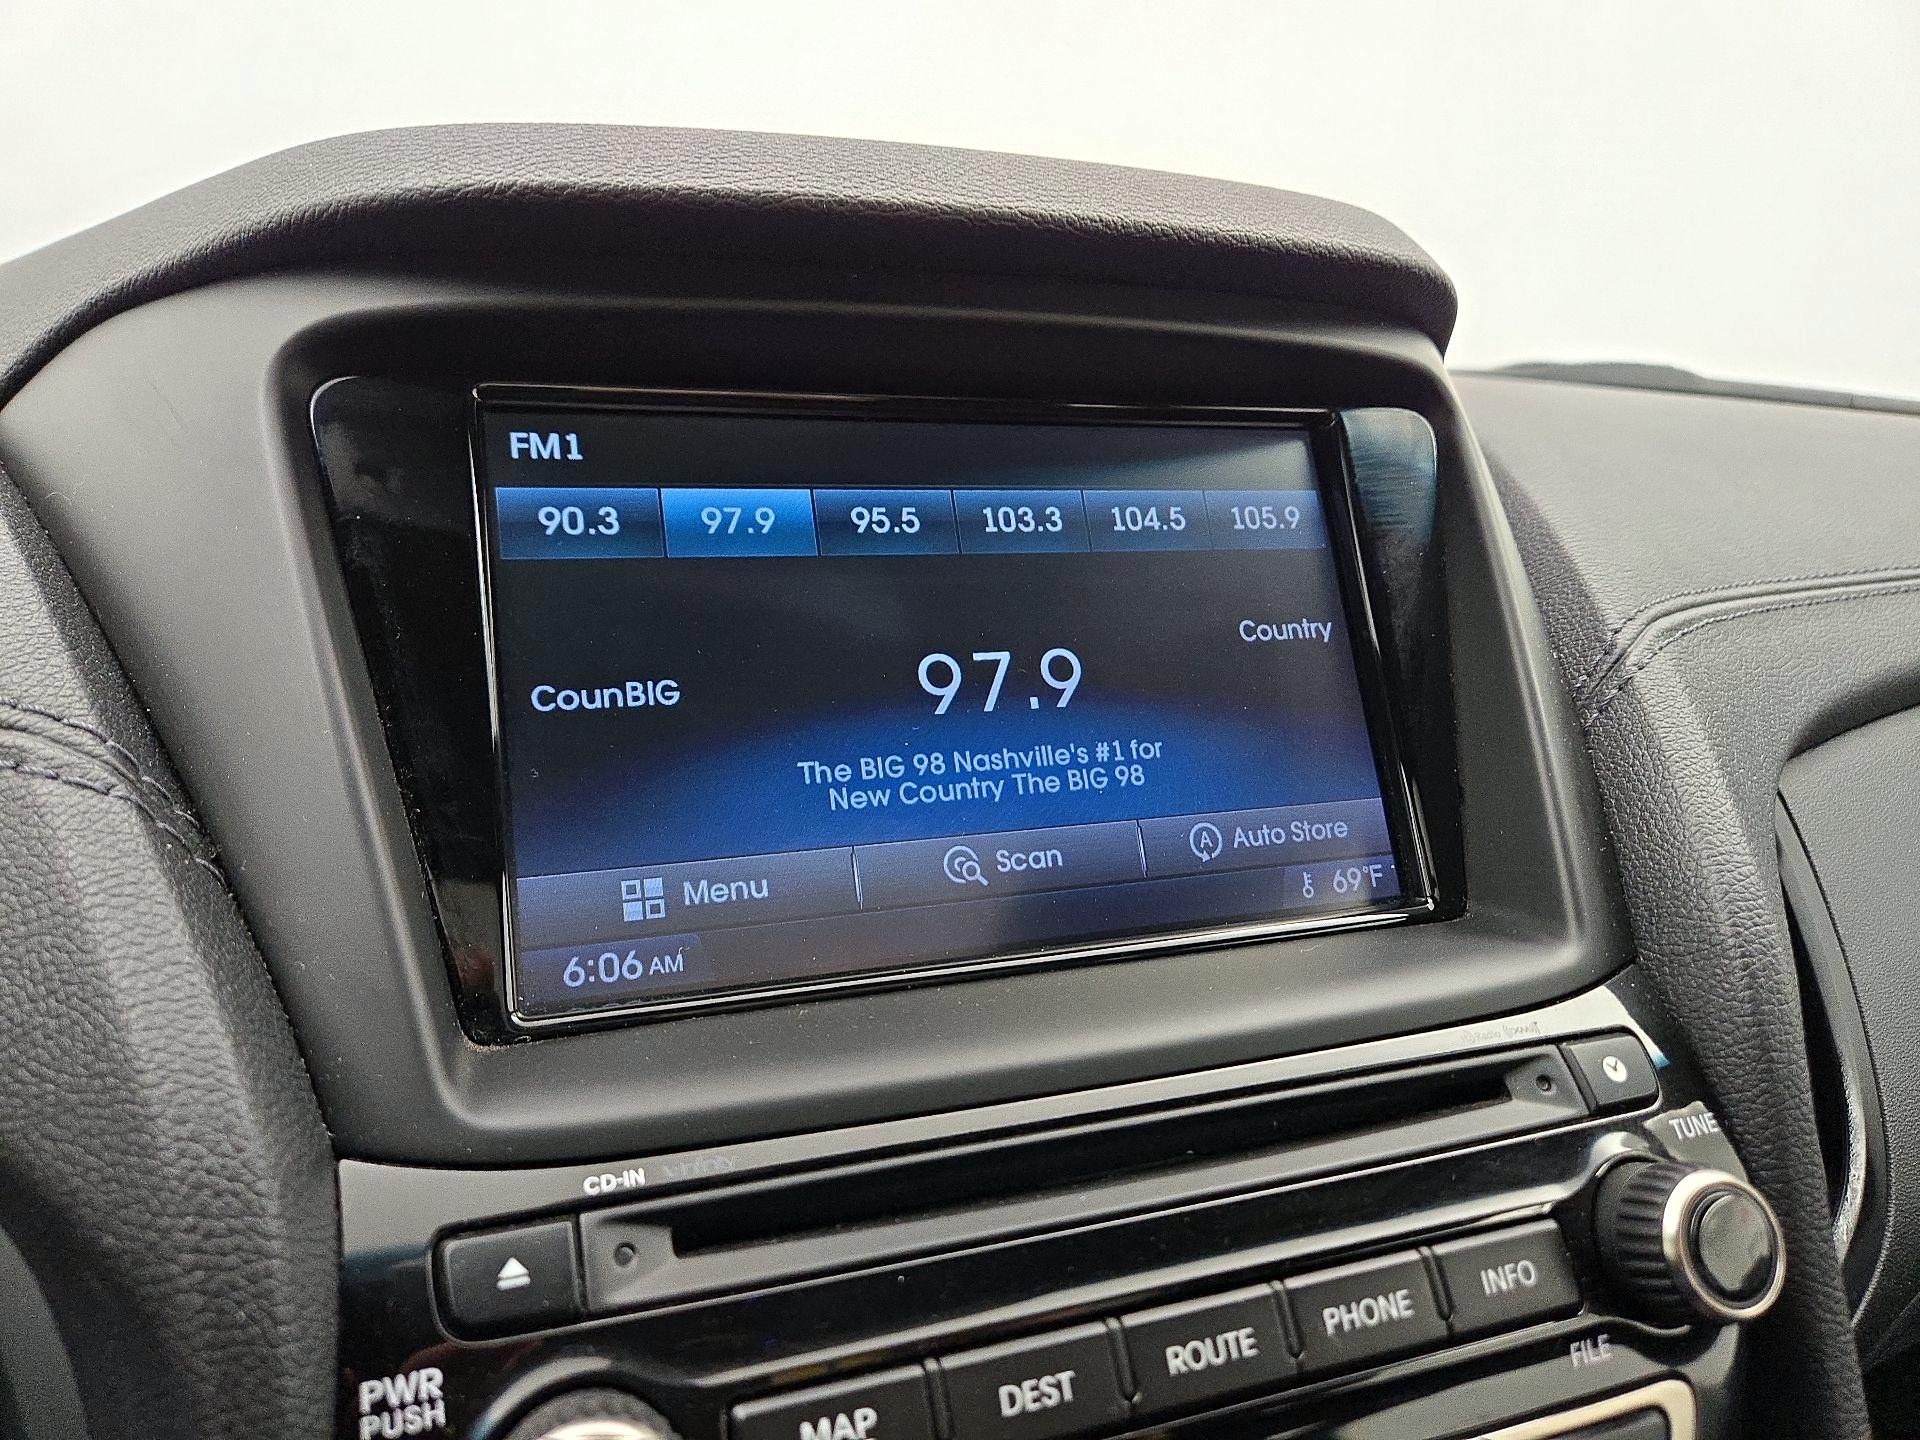 FM1
90.3 97.9 95.5 103.3 104.5 105.9
Country
CounBIG
97.9
The BIG 98 Nashville's #1 for
New Country The BIG 98
Menu Scan Auto Store
69°F
6:06 AM
TUNE
CD-IN
MAP DEST ROUTE PHONE INFO
FILE
PWR
PUSH